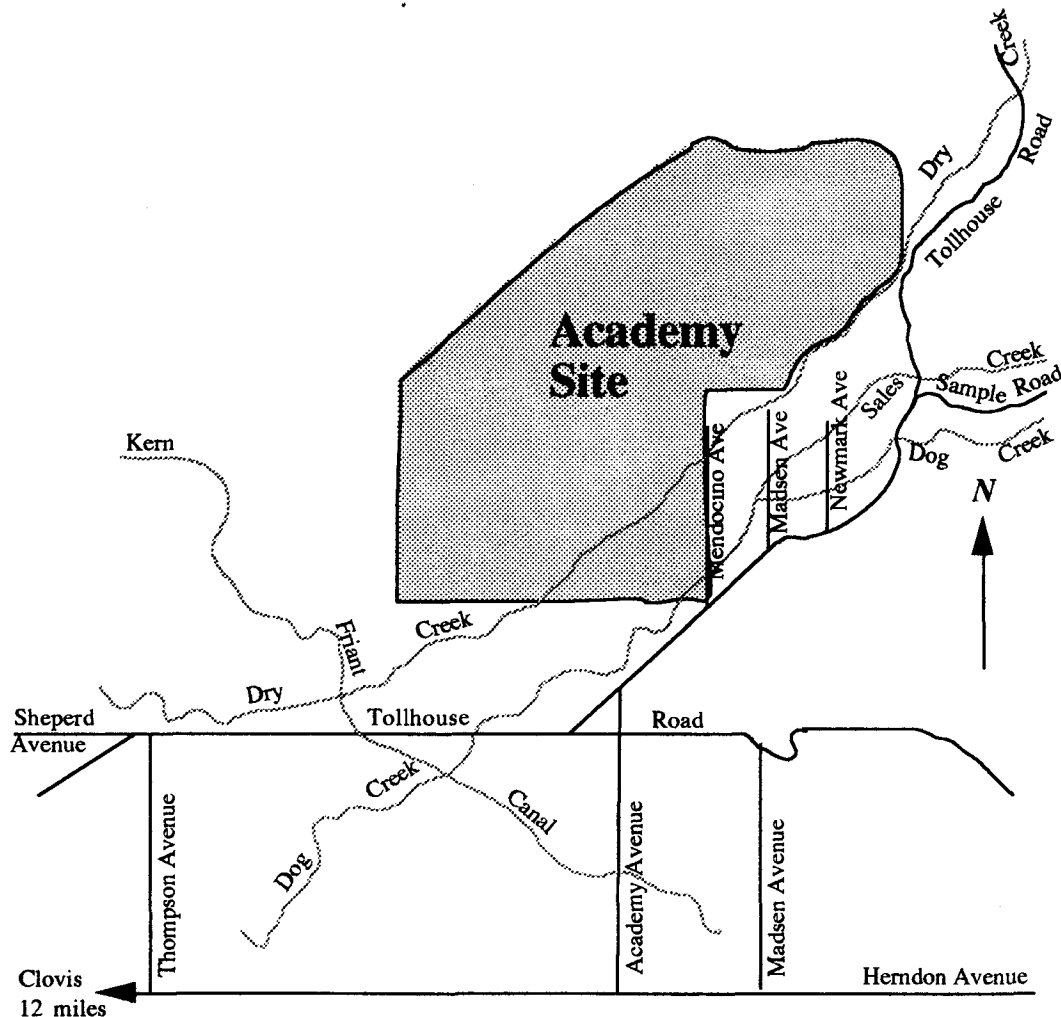 Creek
Road
Dry
Tollhouse
Academy
Site
Creek
Sample Road
Sales
Mendocino Ave
Madsen Ave
Newmark Ave
Dog
Creek
Kern
N
Friant
Creek
Dry
Sheperd
Avenue
Tollhouse
Road
Creek
Canal
Dog
Thompson Avenue
Academy Avenue
Madsen Avenue
Clovis
12 miles
Herndon Avenue